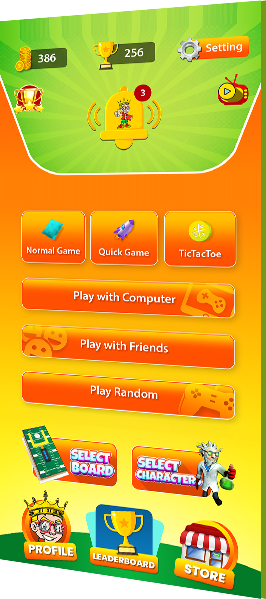 386
256
Setting
3
Normal Game
Quick Game
TicTacToe
Play with Computer
Play with Friends
Play Random
SELECT
BOARD
SELECT
CHARACTER
PROFILE
LEADERBOARD
STORE